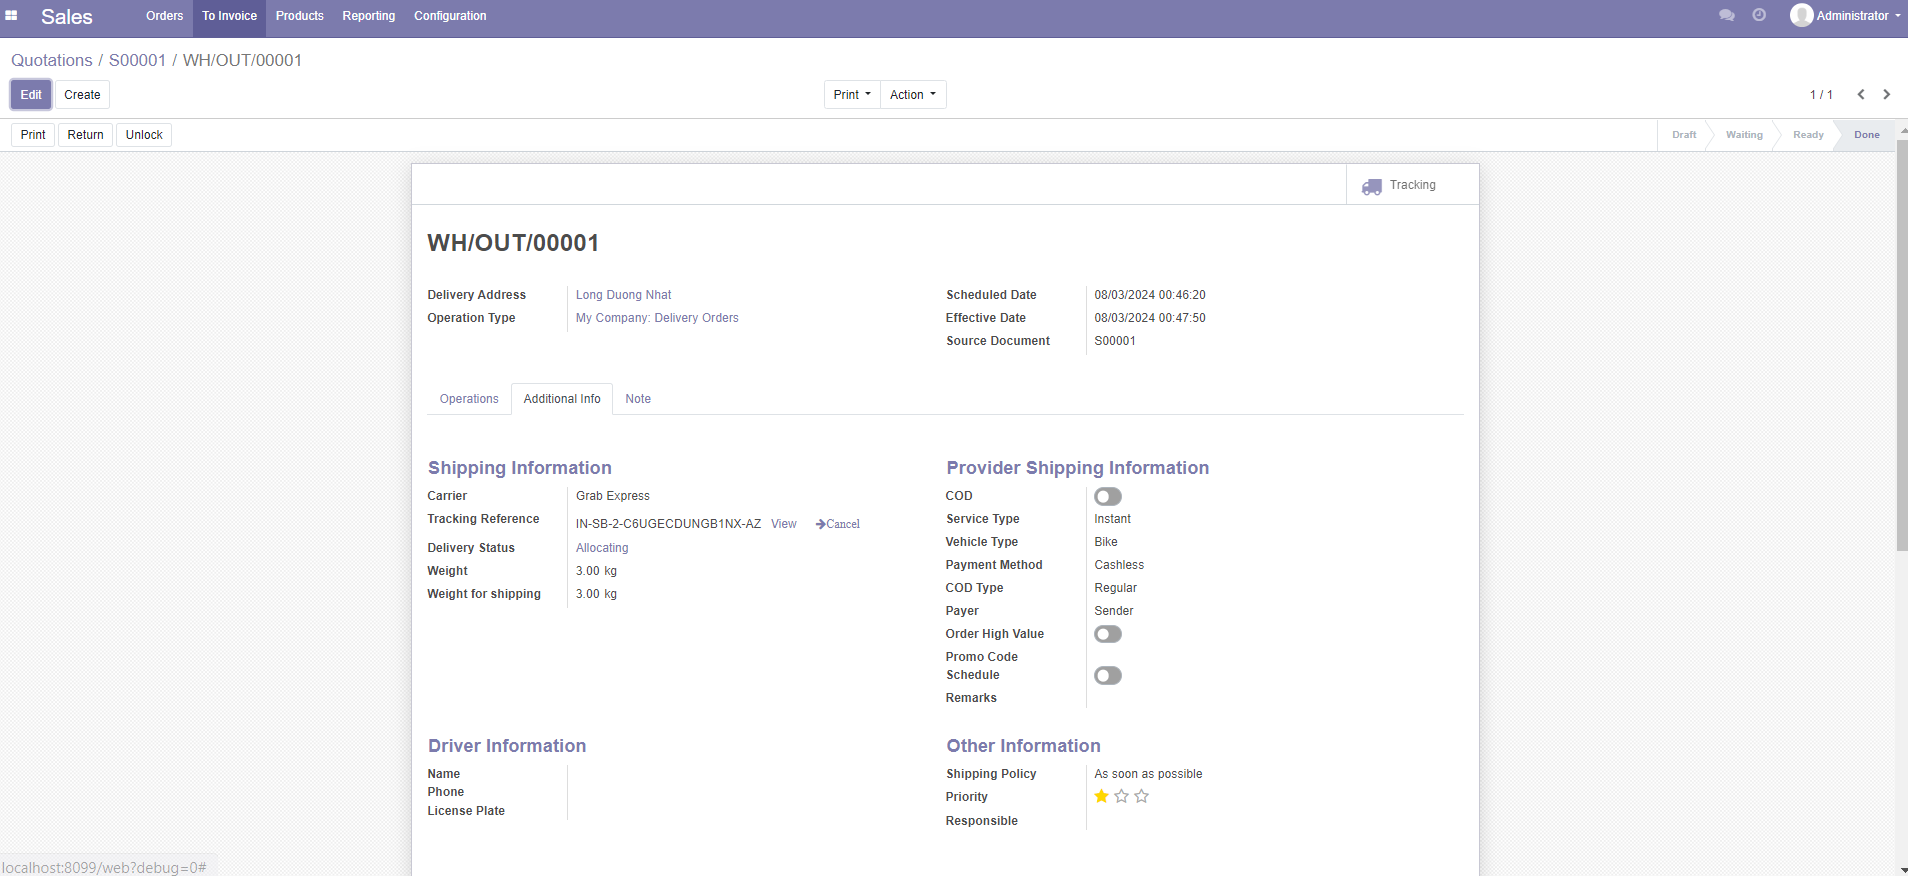 Sales Orders To Invoice Products Reporting Configuration Administrator
Quotations / S00001 / WH/OUT/00001
Edit Create Print Action 1 / 1
Print Return Unlock Draft Waiting Ready Done
Tracking
WH/OUT/00001
Delivery Address Long Duong Nhat Scheduled Date 08/03/2024 00:46:20
Operation Type My Company: Delivery Orders Effective Date 08/03/2024 00:47:50
Source Document S00001
Operations Additional Info Note
Shipping Information
Carrier Grab Express
Tracking Reference IN-SB-2-C6UGECDUNGB1NX-AZ View Cancel
Delivery Status Allocating
Weight 3.00 kg
Weight for shipping 3.00 kg
Provider Shipping Information
COD
Service Type Instant
Vehicle Type Bike
Payment Method Cashless
COD Type Regular
Payer Sender
Order High Value
Promo Code
Schedule
Remarks
Driver Information
Name
Phone
License Plate
Other Information
Shipping Policy As soon as possible
Priority
Responsible
localhost:8099/web?debug=0#